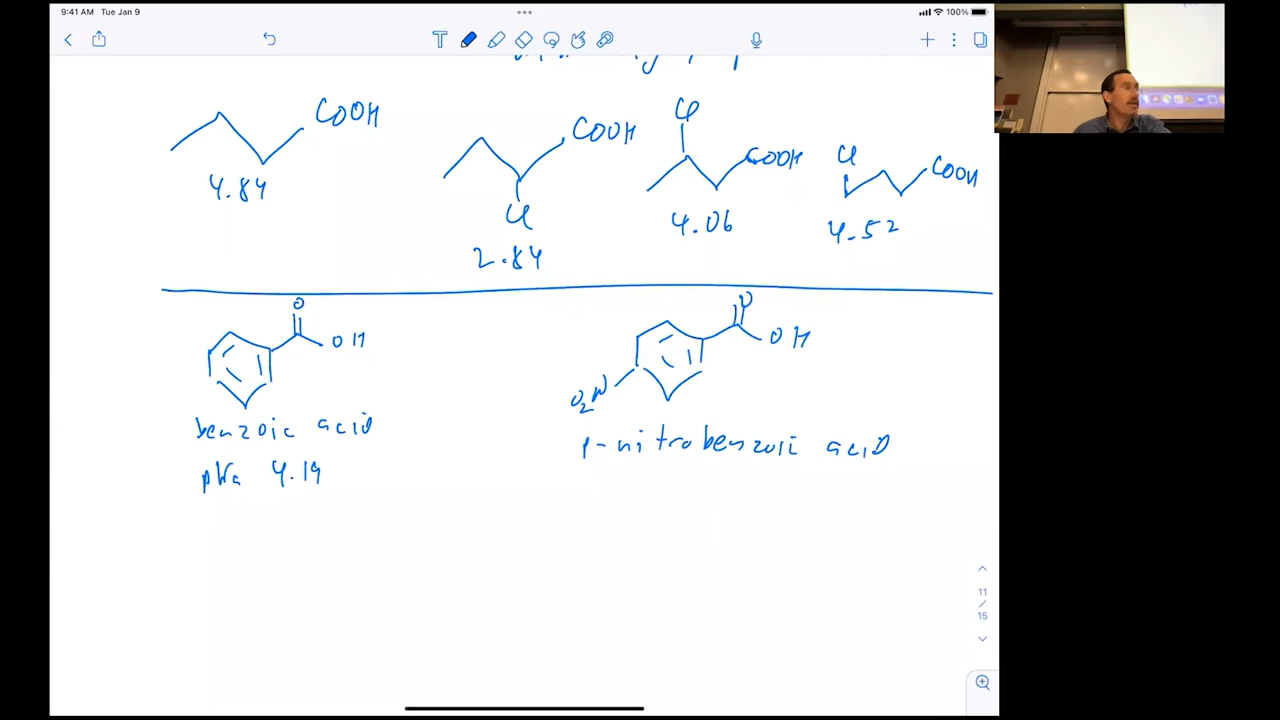 9:41 AM Tue Jan 9
100%
T
COOH
4.84
COOH
Cl
2.84
Cl
COOH
4.06
Cl
COOH
4.52
O
OH
benzoic acid
pKa 4.19
O
OH
O2N
p-nitrobenzoic acid
11
/
15